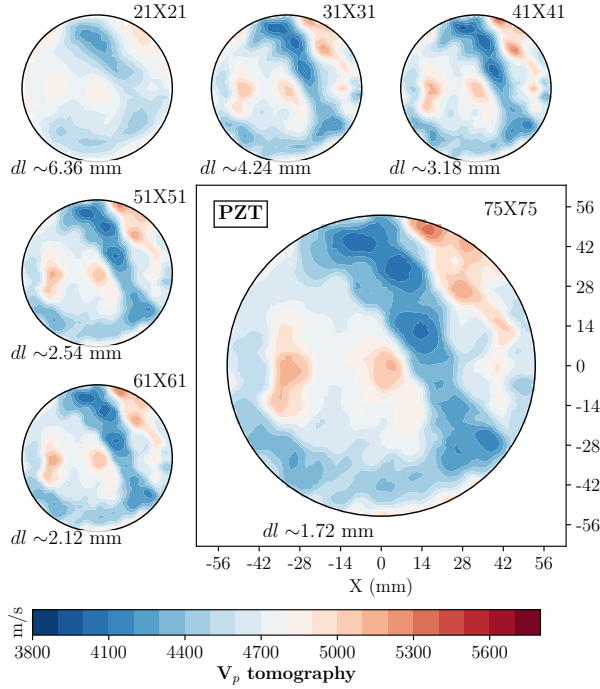 21X21
31X31
41X41
dl ~6.36 mm
dl ~4.24 mm
dl ~3.18 mm
51X51
PZT
75X75
56
42
28
14
0
-14
-28
-42
-56
dl ~2.54 mm
61X61
dl ~2.12 mm
dl ~1.72 mm
-56 -42 -28 -14 0 14 28 42 56
X (mm)
m/s
3800 4100 4400 4700 5000 5300 5600
Vp tomography